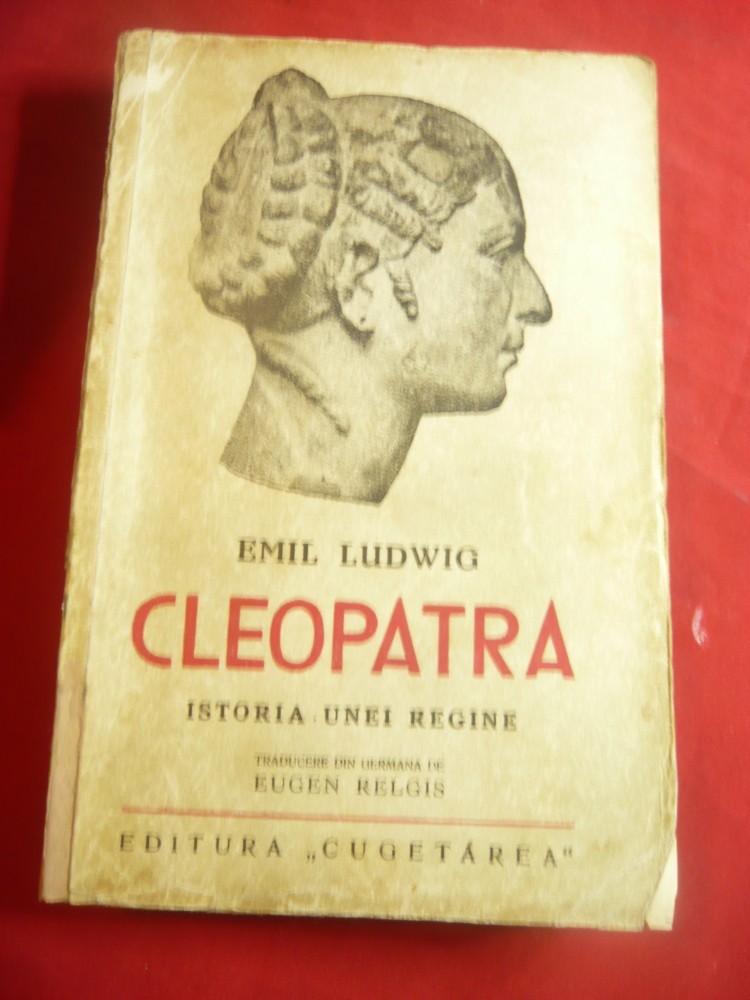 EMIL LUDWIG
CLEOPATRA
ISTORIA UNEI REGINE
TRADUCERE DIN GERMANA DE
EUGEN RELGIS
EDITURA „CUGETAREA"